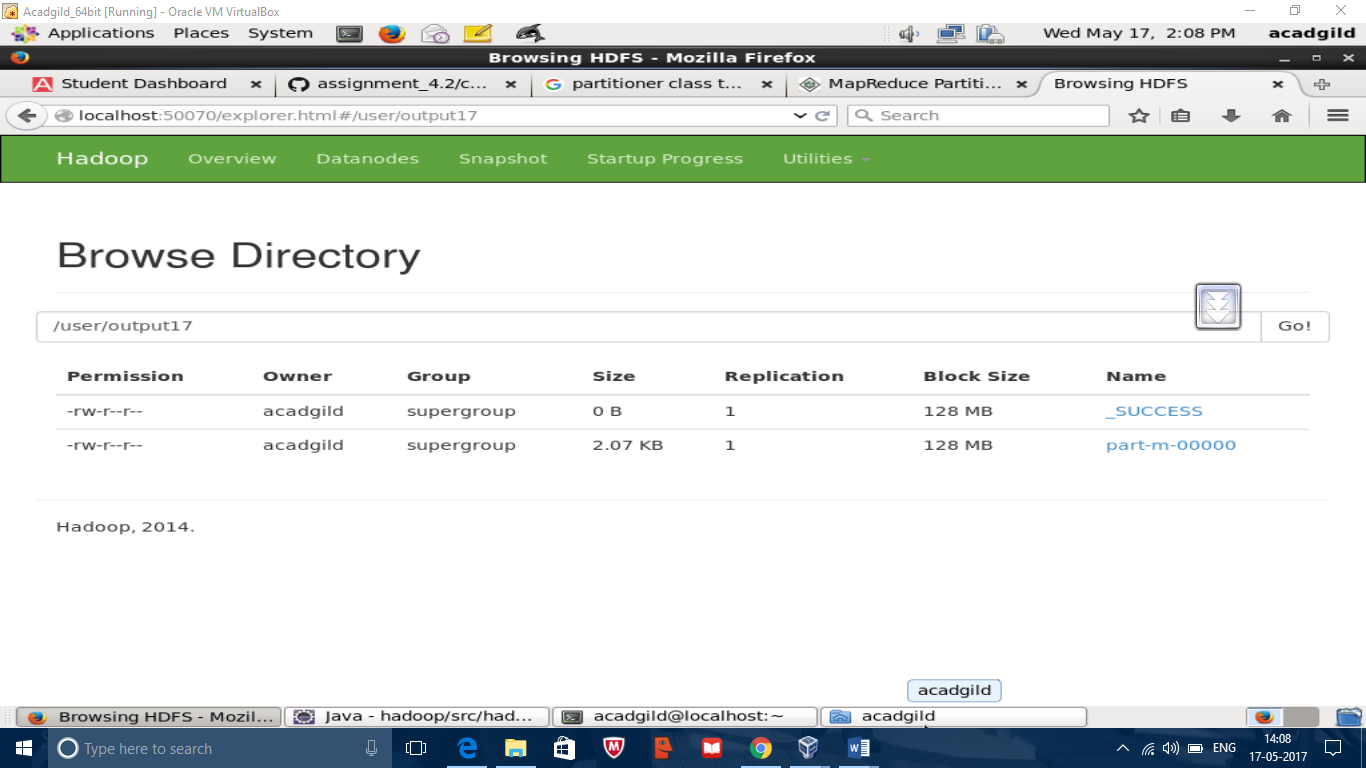 Acadgild_64bit [Running] - Oracle VM VirtualBox
Applications Places System Wed May 17, 2:08 PM acadgild
Browsing HDFS - Mozilla Firefox
Student Dashboard assignment_4.2/c... partitioner class t... MapReduce Partiti... Browsing HDFS
localhost:50070/explorer.html#/user/output17 Search
Hadoop Overview Datanodes Snapshot Startup Progress Utilities
Browse Directory
/user/output17 Go!
Permission Owner Group Size Replication Block Size Name
-rw-r--r-- acadgild supergroup 0 B 1 128 MB _SUCCESS
-rw-r--r-- acadgild supergroup 2.07 KB 1 128 MB part-m-00000
Hadoop, 2014.
acadgild
Browsing HDFS - Mozil... Java - hadoop/src/had... acadgild@localhost:~ acadgild
Type here to search ENG 14:08
17-05-2017